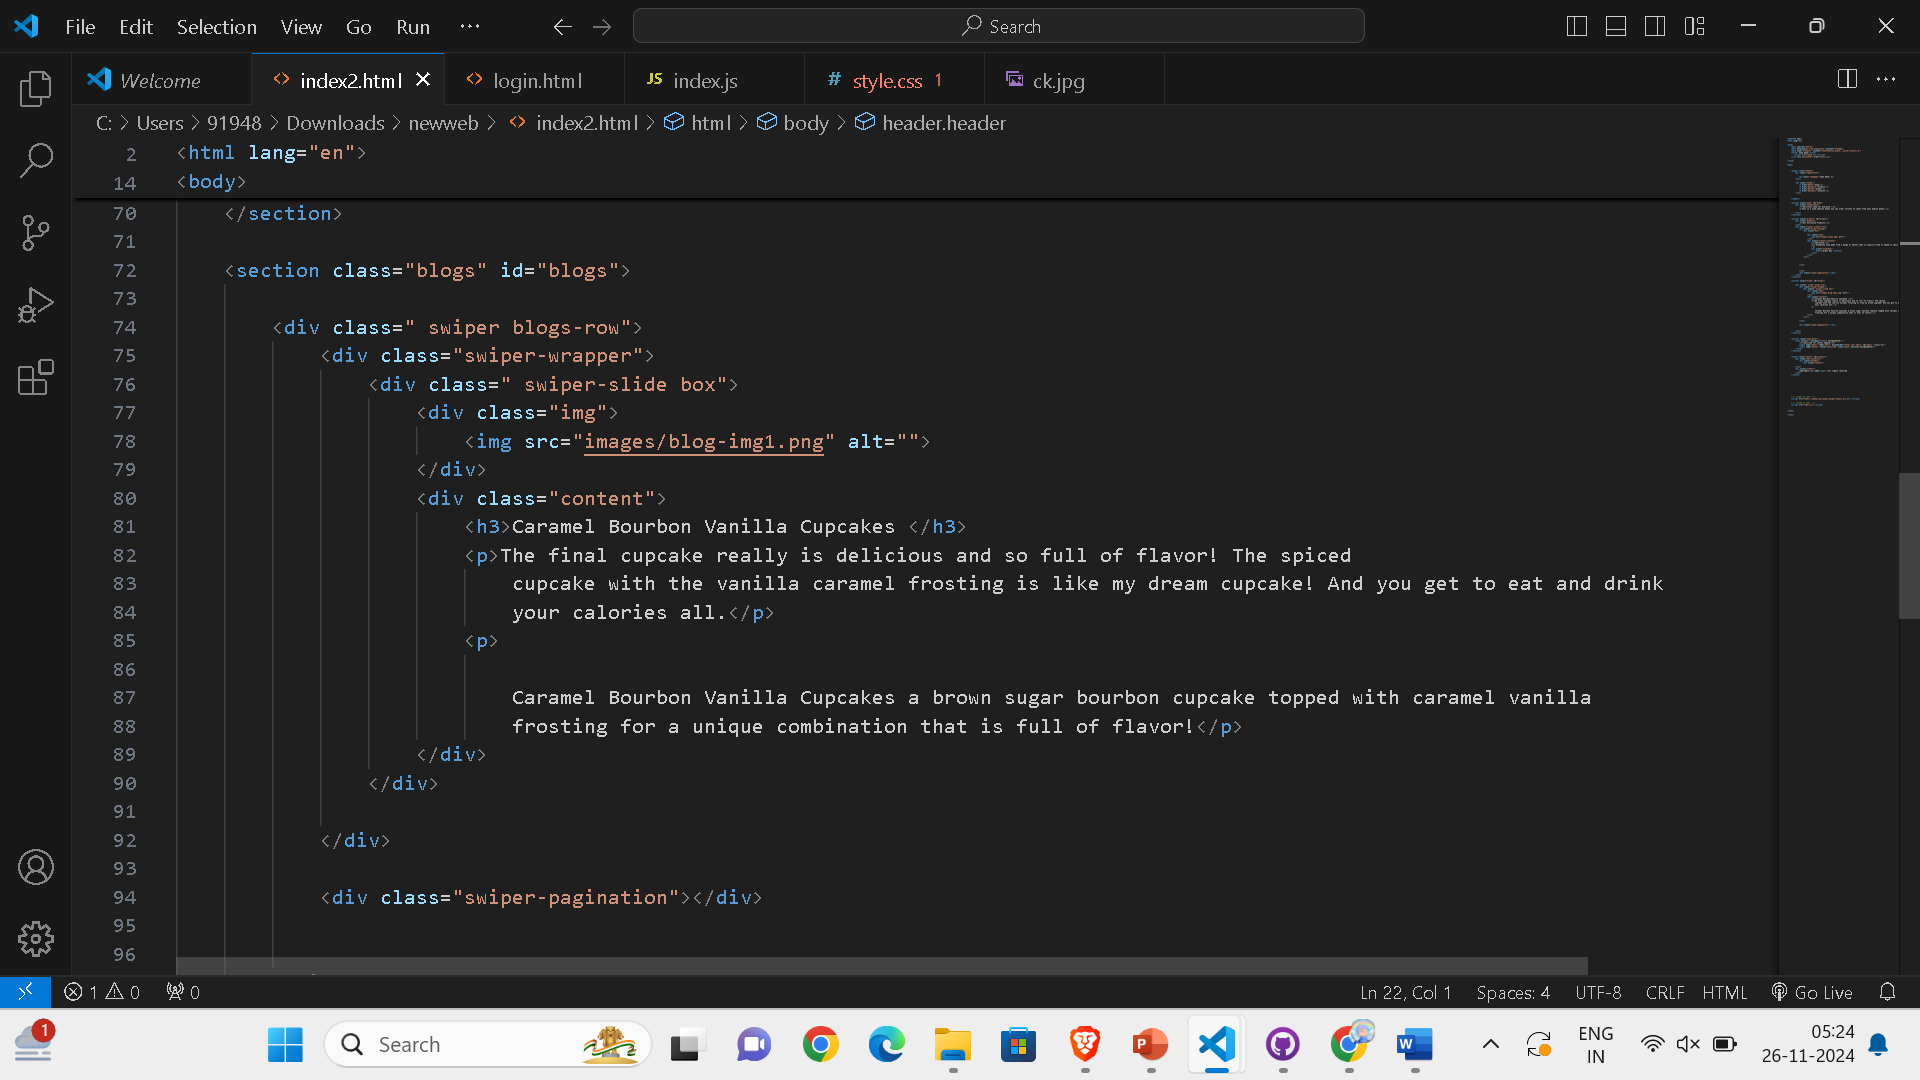 File Edit Selection View Go Run ··· Search
Welcome index2.html login.html JS index.js # style.css 1 ck.jpg
C: > Users > 91948 > Downloads > newweb > index2.html > html > body > header.header
2 <html lang="en">
14 <body>
70 </section>
71
72 <section class="blogs" id="blogs">
73
74 <div class=" swiper blogs-row">
75 <div class="swiper-wrapper">
76 <div class=" swiper-slide box">
77 <div class="img">
78 <img src="images/blog-img1.png" alt="">
79 </div>
80 <div class="content">
81 <h3>Caramel Bourbon Vanilla Cupcakes </h3>
82 <p>The final cupcake really is delicious and so full of flavor! The spiced
83 cupcake with the vanilla caramel frosting is like my dream cupcake! And you get to eat and drink
84 your calories all.</p>
85 <p>
86
87 Caramel Bourbon Vanilla Cupcakes a brown sugar bourbon cupcake topped with caramel vanilla
88 frosting for a unique combination that is full of flavor!</p>
89 </div>
90 </div>
91
92 </div>
93
94 <div class="swiper-pagination"></div>
95
96
1 0 0 Ln 22, Col 1 Spaces: 4 UTF-8 CRLF HTML Go Live
1 Search ENG IN 05:24
26-11-2024